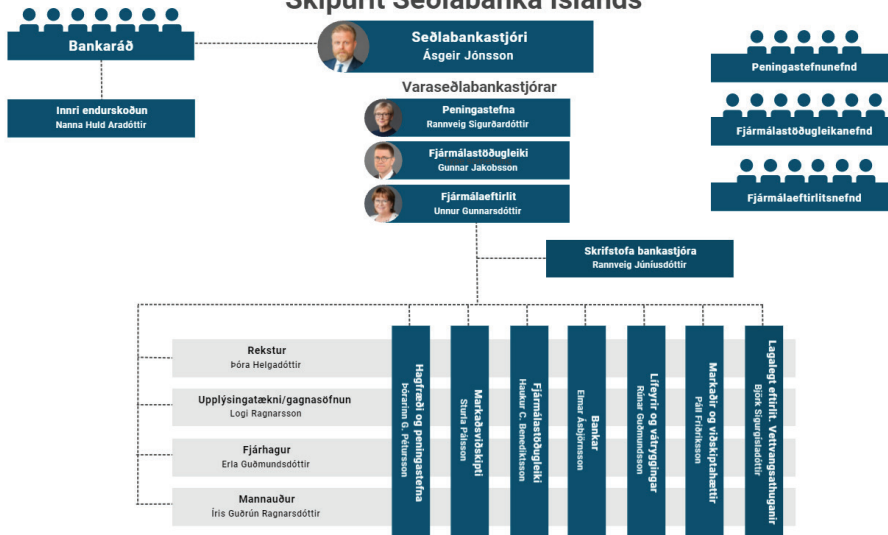 Skipurit Seðlabanka Íslands
Bankaráð
Seðlabankastjóri
Ásgeir Jónsson
Peningastefnunefnd
Varaseðlabankastjórar
Innri endurskoðun
Nanna Huld Aradóttir
Peningastefna
Rannveig Sigurðardóttir
Fjármálastöðugleikanefnd
Fjármálastöðugleiki
Gunnar Jakobsson
Fjármálaeftirlit
Unnur Gunnarsdóttir
Fjármálaeftirlitsnefnd
Skrifstofa bankastjóra
Rannveig Júníusdóttir
Rekstur
Þóra Helgadóttir
Upplýsingatækni/gagnasöfnun
Logi Ragnarsson
Fjárhagur
Erla Guðmundsdóttir
Mannauður
Íris Guðrún Ragnarsdóttir
Hagfræði og peningastefna
Þórarinn G. Pétursson
Markaðsviðskipti
Sturla Pálsson
Fjármálastöðugleiki
Haukur C. Benediktsson
Bankar
Elmar Ásbjörnsson
Lífeyrir og vátryggingar
Rúnar Guðmundsson
Markaðir og viðskiptahættir
Páll Friðriksson
Lagalegt eftirlit. Vettvangsathuganir
Björk Sigurgísladóttir